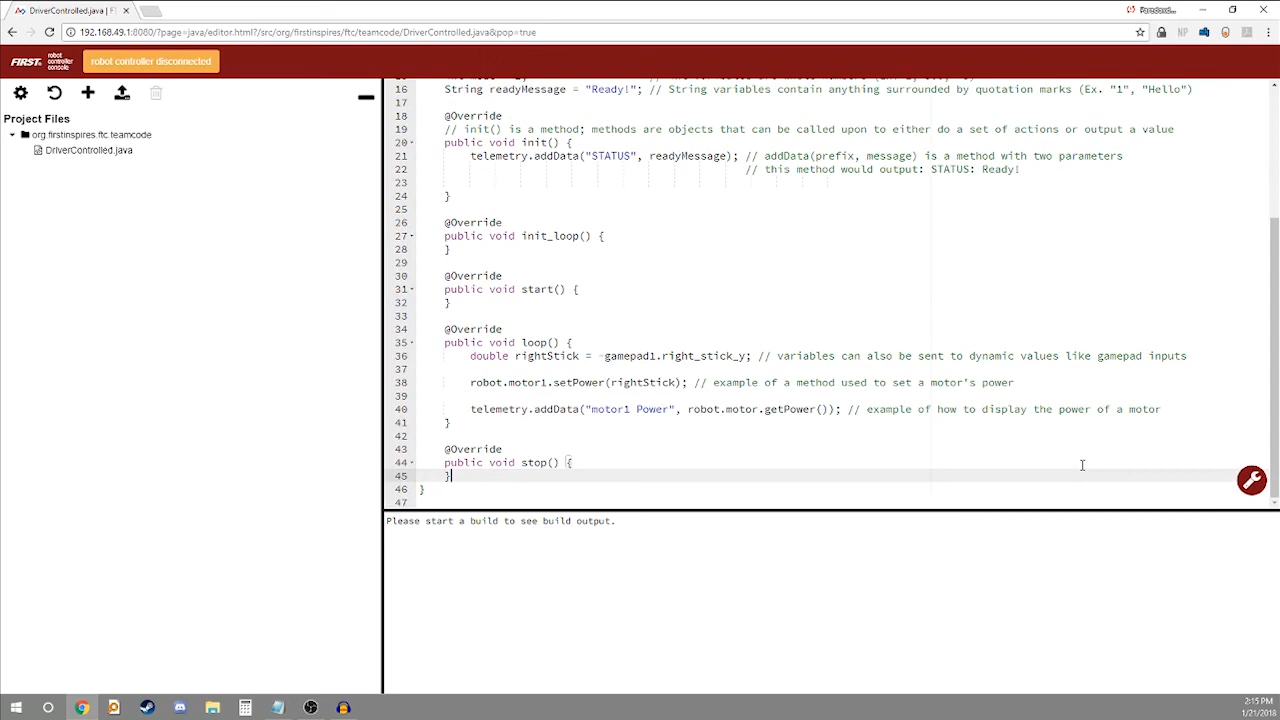 DriverControlled.java | F
192.168.49.1:8080/?page=java/editor.html?/src/org/firstinspires/ftc/teamcode/DriverControlled.java&pop=true
NP
FIRST® robot controller console
robot controller disconnected
Project Files
org.firstinspires.ftc.teamcode
DriverControlled.java
16 String readyMessage = "Ready!"; // String variables contain anything surrounded by quotation marks (Ex. "1", "Hello")
17
18 @Override
19 // init() is a method; methods are objects that can be called upon to either do a set of actions or output a value
20 public void init() {
21 telemetry.addData("STATUS", readyMessage); // addData(prefix, message) is a method with two parameters
22 // this method would output: STATUS: Ready!
23
24 }
25
26 @Override
27 public void init_loop() {
28 }
29
30 @Override
31 public void start() {
32 }
33
34 @Override
35 public void loop() {
36 double rightStick = -gamepad1.right_stick_y; // variables can also be sent to dynamic values like gamepad inputs
37
38 robot.motor1.setPower(rightStick); // example of a method used to set a motor's power
39
40 telemetry.addData("motor1 Power", robot.motor.getPower()); // example of how to display the power of a motor
41 }
42
43 @Override
44 public void stop() {
45 }
46 }
47
Please start a build to see build output.
2:15 PM
1/21/2018